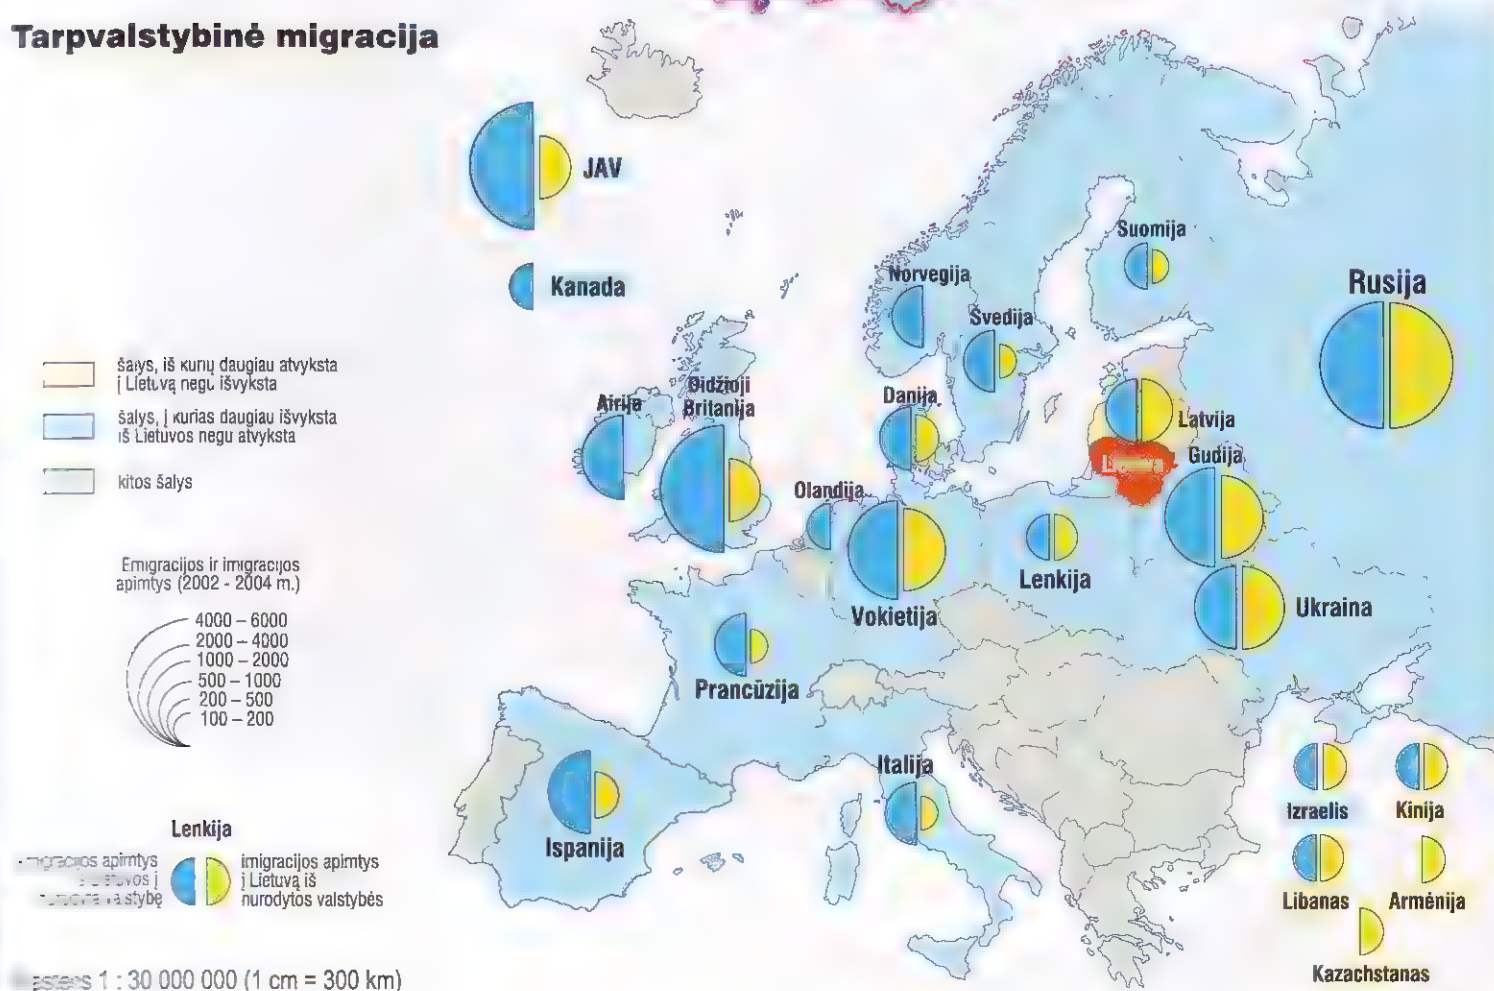 Tarpvalstybinė migracija
JAV
Kanada
Suomija
Norvegija
Švedija
Rusija
šalys, iš kurių daugiau atvyksta
į Lietuvą negu išvyksta
šalys, į kurias daugiau išvyksta
iš Lietuvos negu atvyksta
kitos šalys
Airija
Didžioji
Britanija
Danija
Latvija
Gudija
Olandija
Lenkija
Vokietija
Ukraina
Emigracijos ir imigracijos
apimtys (2002 - 2004 m.)
4000 – 6000
2000 – 4000
1000 – 2000
500 – 1000
200 – 500
100 – 200
Prancūzija
Italija
Ispanija
Izraelis
Kinija
Libanas
Armėnija
Kazachstanas
Lenkija
apimtys
į
valstybę
imigracijos apimtys
į Lietuvą iš
nurodytos valstybės
1 : 30 000 000 (1 cm = 300 km)